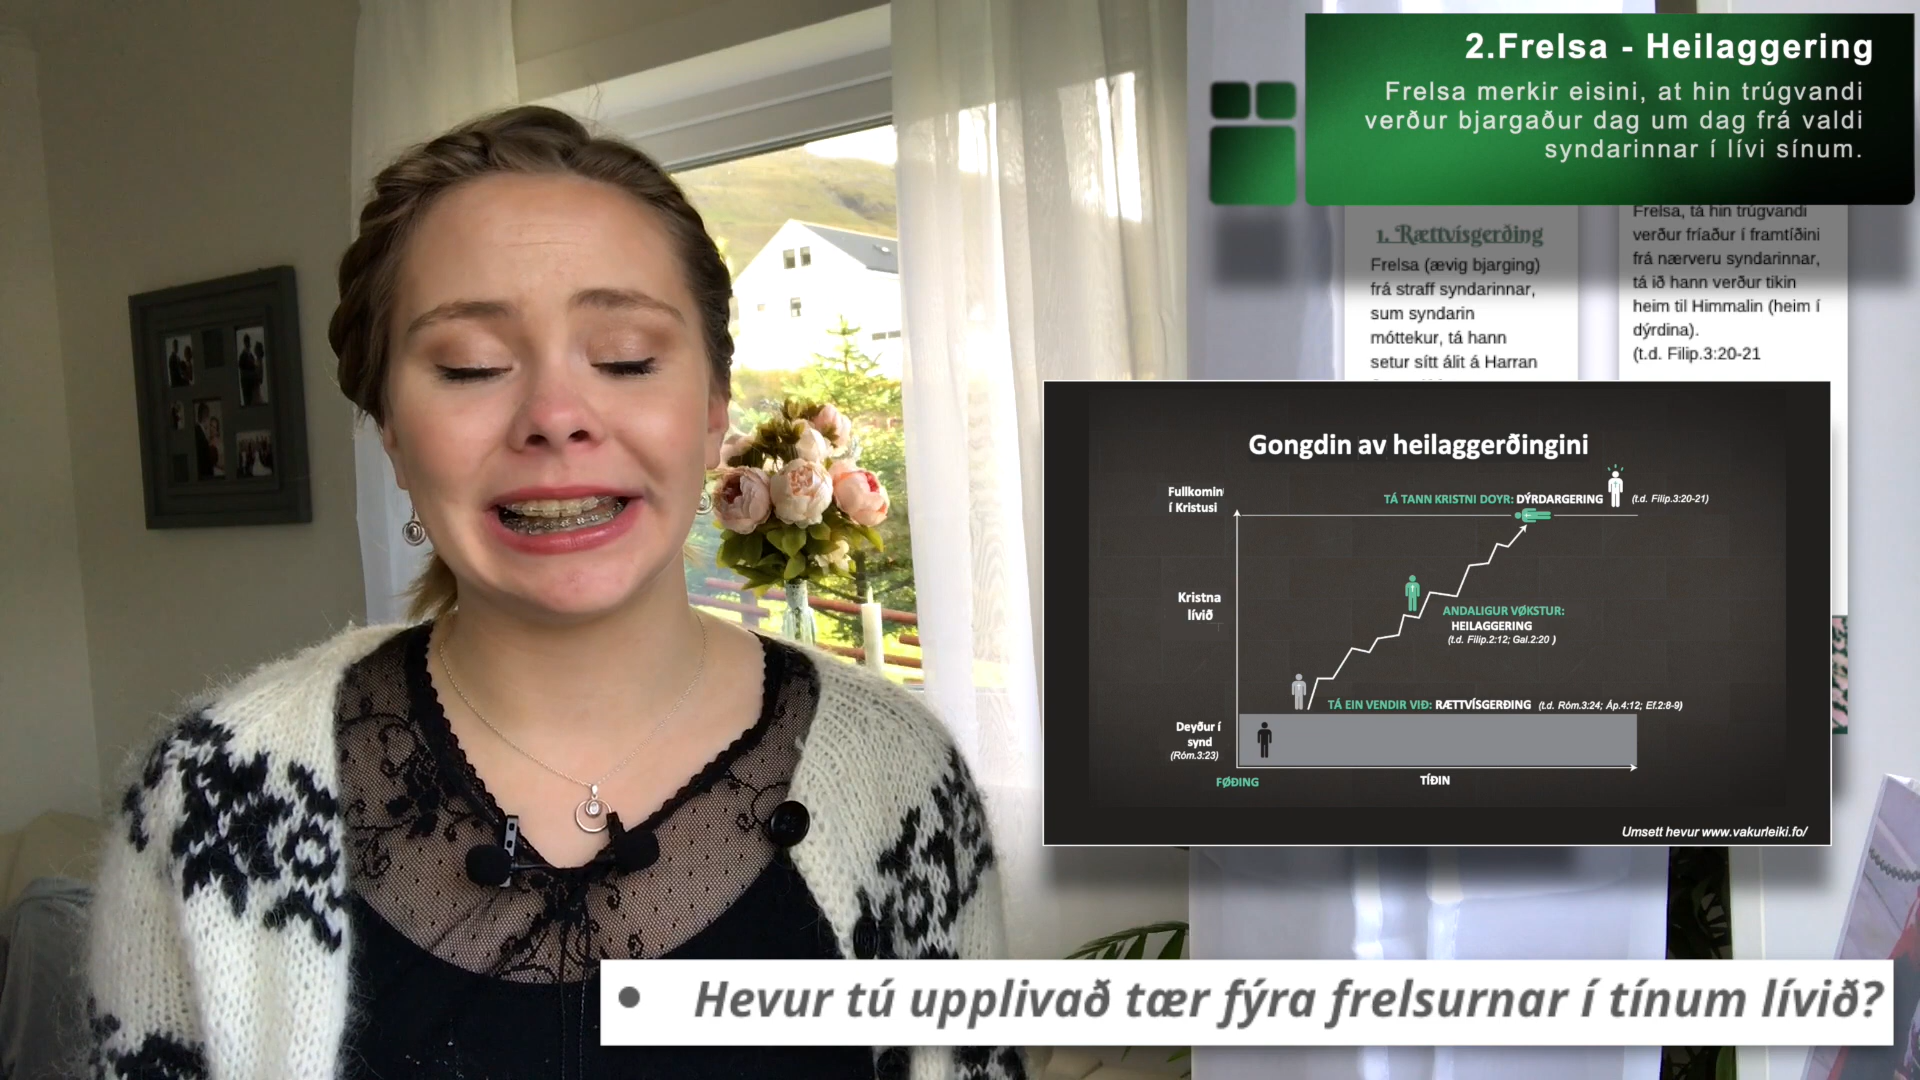 2.Frelsa - Heilaggering
Frelsa merkir eisini, at hin trúgvandi
verður bjargaður dag um dag frá valdi
syndarinnar í lívi sínum.
1. Rættvísgerðing
Frelsa (ævig bjarging)
frá straff syndarinnar,
sum syndarin
móttekur, tá hann
setur sítt álit á Harran
Frelsa, tá hin trúgvandi
verður fríaður í framtíðini
frá nærveru syndarinnar,
tá ið hann verður tikin
heim til Himmalin (heim í
dýrdina).
(t.d. Filip.3:20-21
Gongdin av heilaggerðingini
Fullkomin
í Kristusi
TÁ TANN KRISTNI DOYR: DÝRDARGERING (t.d. Filip.3:20-21)
Kristna
lívið
ANDALIGUR VØKSTUR:
HEILAGGERING
(t.d. Filip.2:12; Gal.2:20 )
TÁ EIN VENDIR VIÐ: RÆTTVÍSGERÐING (t.d. Róm.3:24; Áp.4:12; Ef.2:8-9)
Deyður í
synd
(Róm.3:23)
FØÐING
TÍÐIN
Umsett hevur www.vakurleiki.fo/
• Hevur tú upplivað tær fýra frelsurnar í tínum lívið?